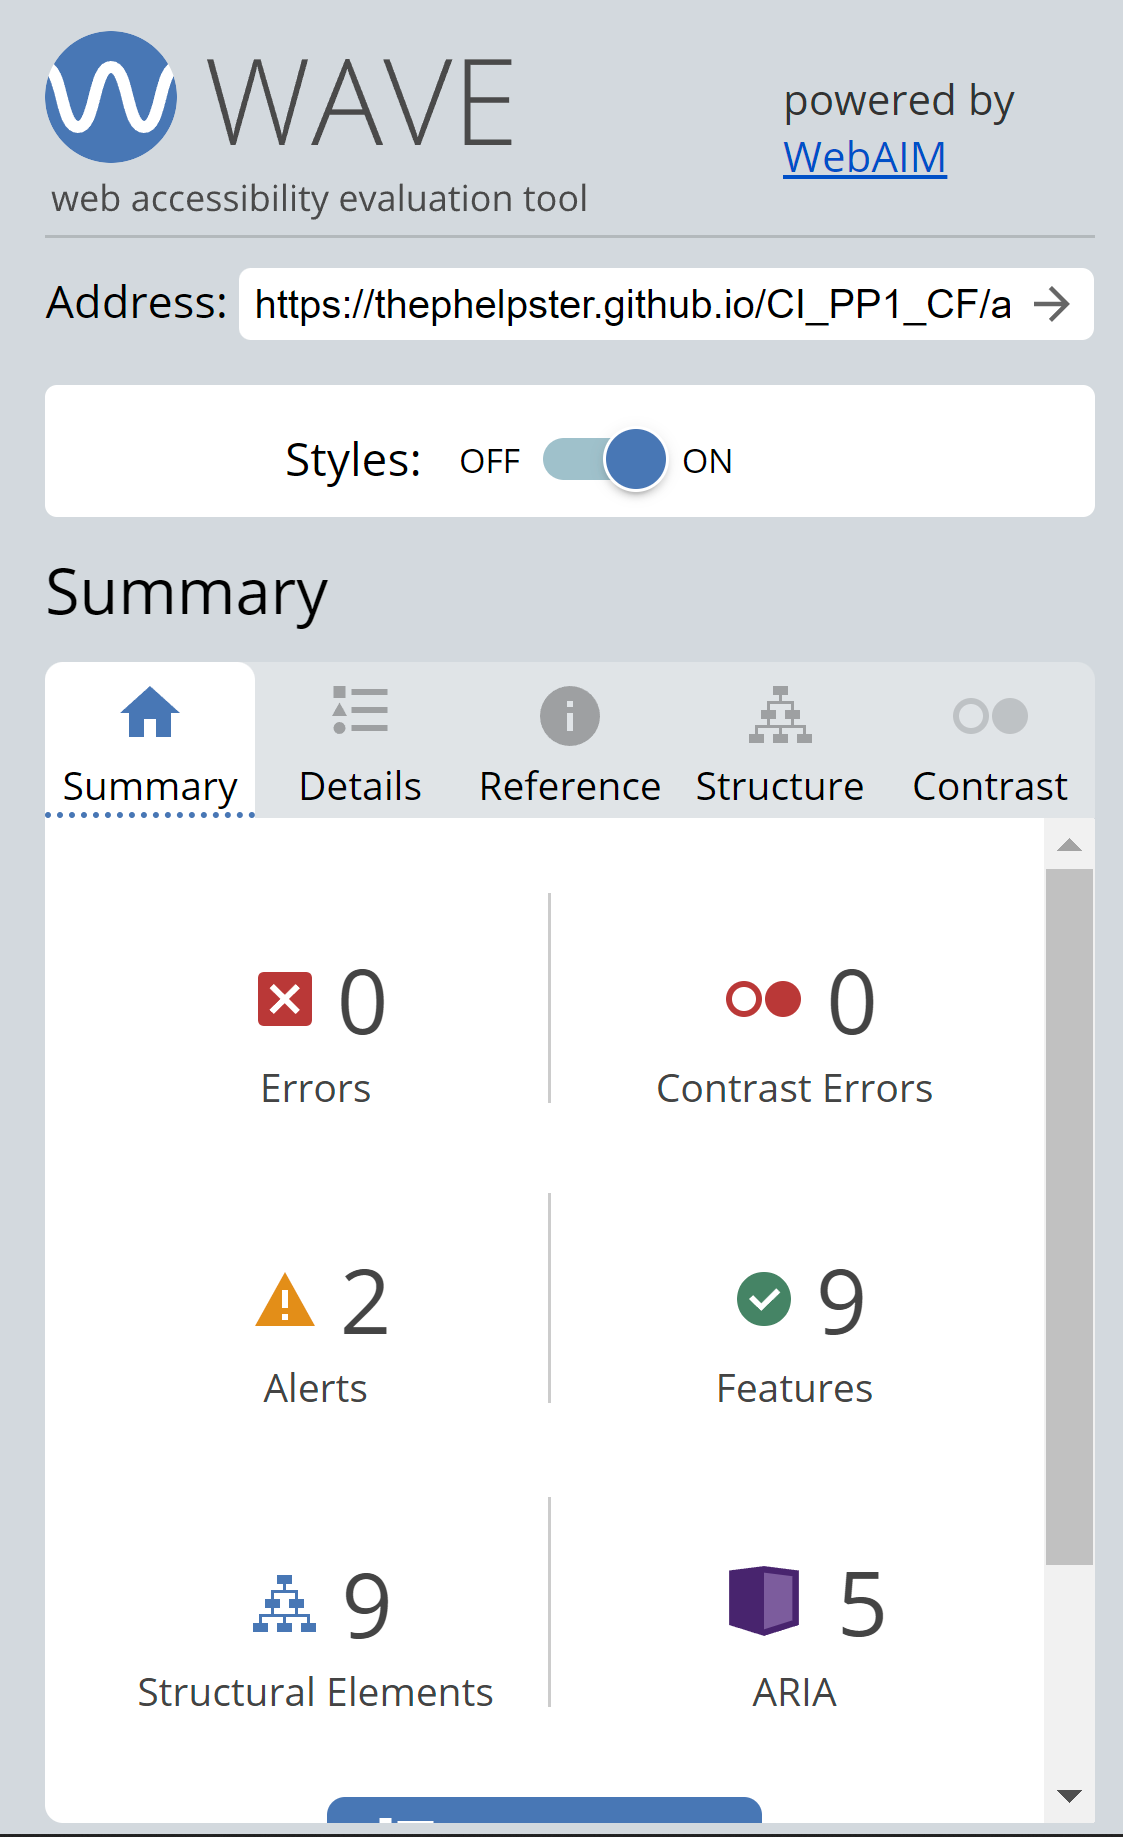 WAVE
powered by
WebAIM
web accessibility evaluation tool
Address: https://thephelpster.github.io/CI_PP1_CF/a
Styles: OFF ON
Summary
Summary Details Reference Structure Contrast
0 0
Errors Contrast Errors
2 9
Alerts Features
9 5
Structural Elements ARIA